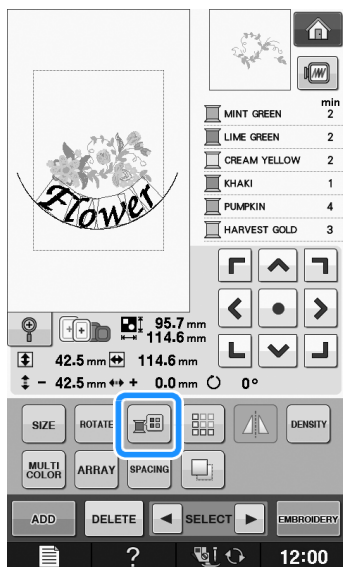 min
MINT GREEN 2
LIME GREEN 2
CREAM YELLOW 2
KHAKI 1
PUMPKIN 4
HARVEST GOLD 3
Flower
95.7 mm
114.6 mm
42.5 mm 114.6 mm
- 42.5 mm + 0.0 mm 0°
SIZE ROTATE DENSITY
MULTI COLOR ARRAY SPACING
ADD DELETE SELECT EMBROIDERY
? 12:00